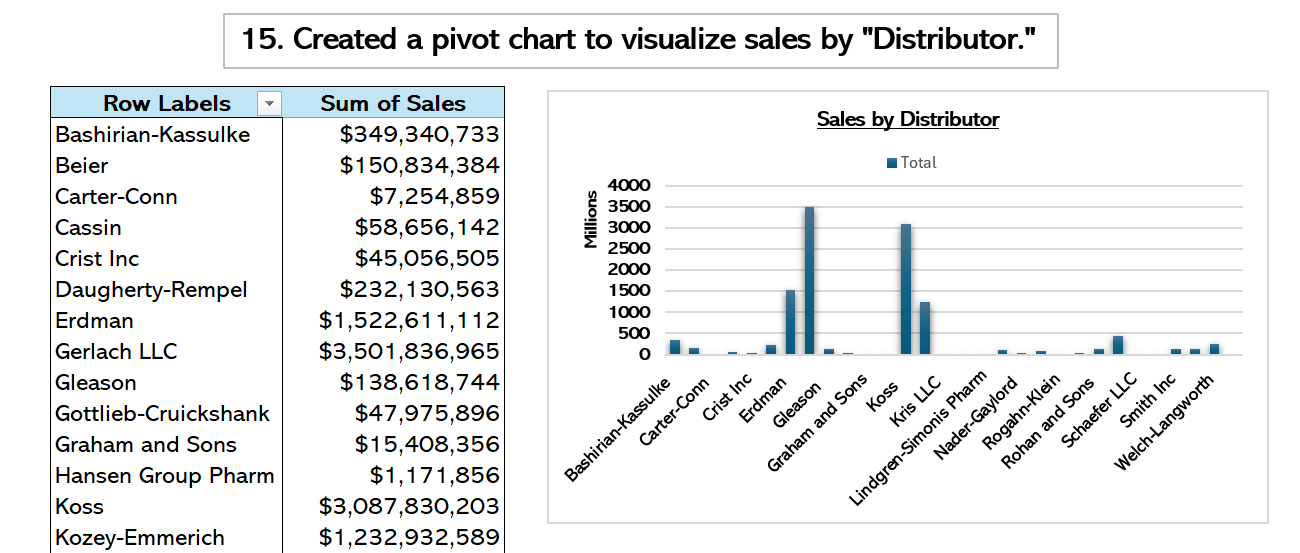 15. Created a pivot chart to visualize sales by "Distributor."
Row Labels Sum of Sales
Bashirian-Kassulke $349,340,733
Beier $150,834,384
Carter-Conn $7,254,859
Cassin $58,656,142
Crist Inc $45,056,505
Daugherty-Rempel $232,130,563
Erdman $1,522,611,112
Gerlach LLC $3,501,836,965
Gleason $138,618,744
Gottlieb-Cruickshank $47,975,896
Graham and Sons $15,408,356
Hansen Group Pharm $1,171,856
Koss $3,087,830,203
Kozey-Emmerich $1,232,932,589
Sales by Distributor
Total
Millions
4000
3500
3000
2500
2000
1500
1000
500
0
Bashirian-Kassulke
Carter-Conn
Crist Inc
Erdman
Gleason
Graham and Sons
Koss
Kris LLC
Lindgren-Simonis Pharm
Nader-Gaylord
Rogahn-Klein
Rohan and Sons
Schaefer LLC
Smith Inc
Welch-Langworth